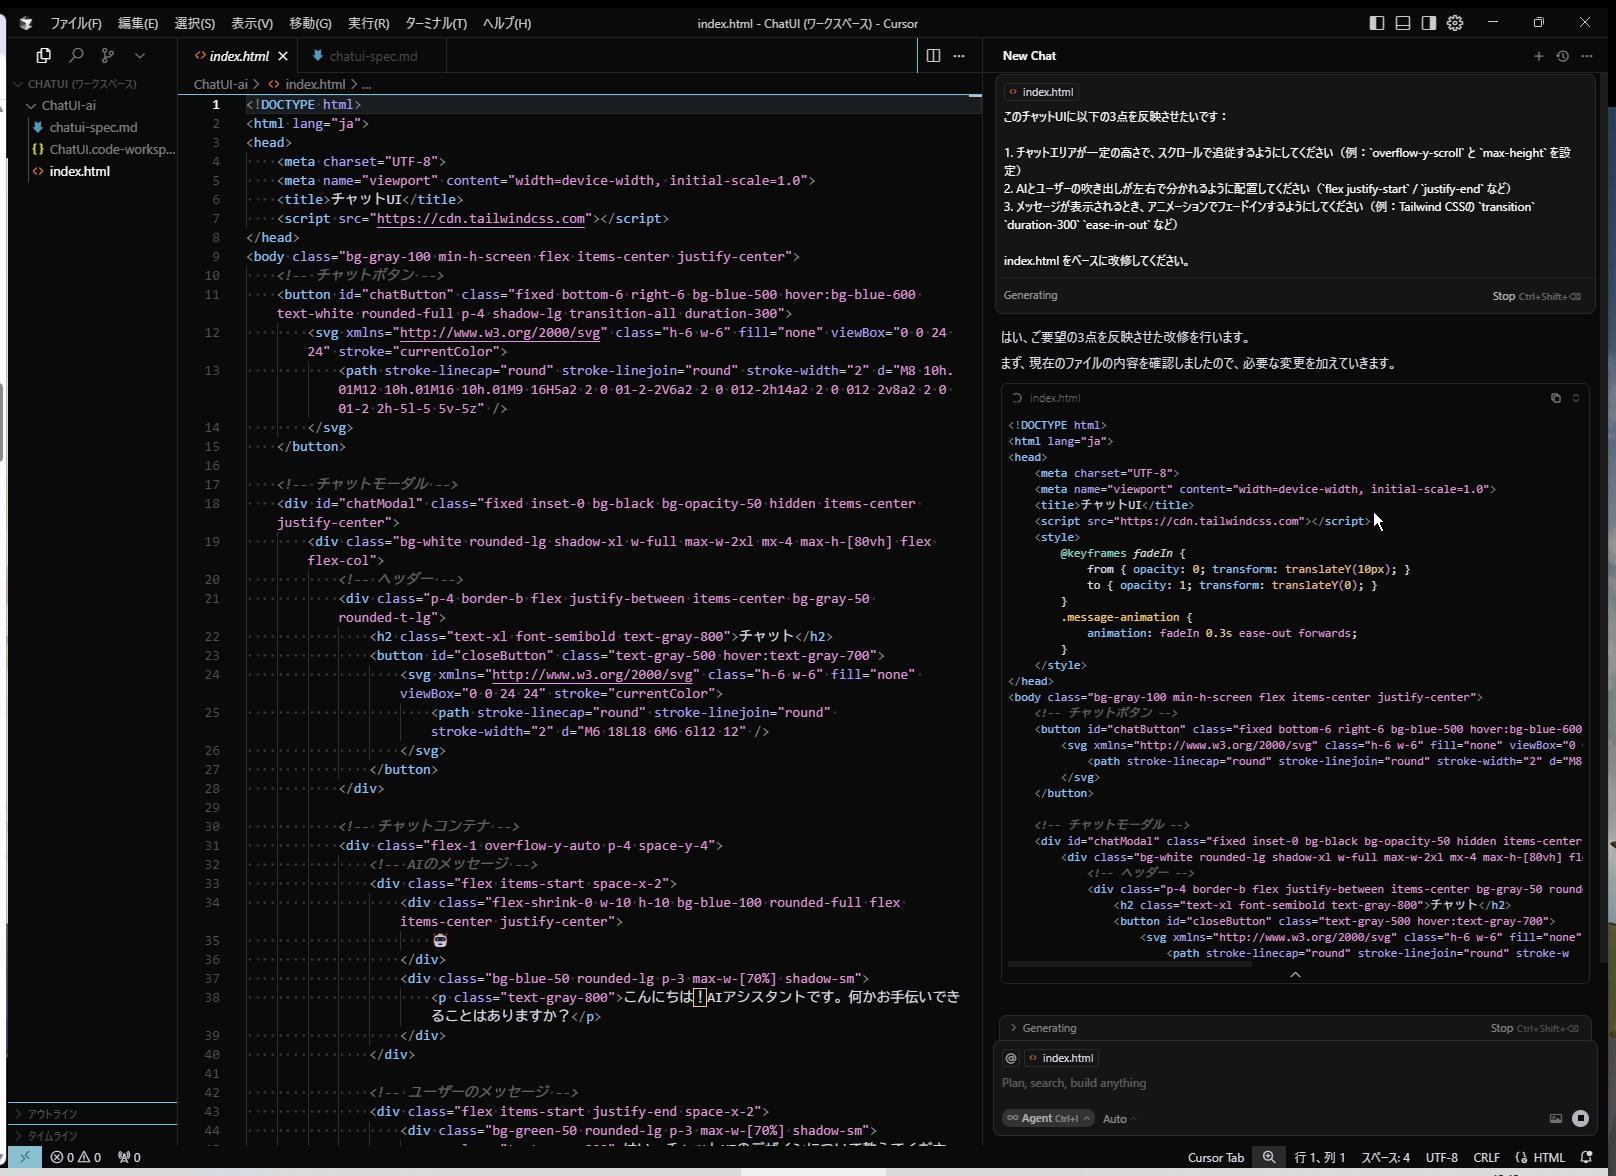 ファイル(F) 編集(E) 選択(S) 表示(V) 移動(G) 実行(R) ターミナル(T) ヘルプ(H)
index.html - ChatUI (ワークスペース) - Cursor
CHATUI (ワークスペース)
ChatUI-ai
chatui-spec.md
ChatUI.code-worksp...
index.html
アウトライン
タイムライン
index.html
chatui-spec.md
ChatUI-ai > index.html > ...
1 <!DOCTYPE html>
2 <html lang="ja">
3 <head>
4 <meta charset="UTF-8">
5 <meta name="viewport" content="width=device-width, initial-scale=1.0">
6 <title>チャットUI</title>
7 <script src="https://cdn.tailwindcss.com"></script>
8 </head>
9 <body class="bg-gray-100 min-h-screen flex items-center justify-center">
10 <!-- チャットボタン -->
11 <button id="chatButton" class="fixed bottom-6 right-6 bg-blue-500 hover:bg-blue-600
text-white rounded-full p-4 shadow-lg transition-all duration-300">
12 <svg xmlns="http://www.w3.org/2000/svg" class="h-6 w-6" fill="none" viewBox="0 0 24
24" stroke="currentColor">
13 <path stroke-linecap="round" stroke-linejoin="round" stroke-width="2" d="M8 10h.
01M12 10h.01M16 10h.01M9 16H5a2 2 0 01-2-2V6a2 2 0 012-2h14a2 2 0 012 2v8a2 2 0
01-2 2h-5l-5 5v-5z" />
14 </svg>
15 </button>
16
17 <!-- チャットモーダル -->
18 <div id="chatModal" class="fixed inset-0 bg-black bg-opacity-50 hidden items-center
justify-center">
19 <div class="bg-white rounded-lg shadow-xl w-full max-w-2xl mx-4 max-h-[80vh] flex
flex-col">
20 <!-- ヘッダー -->
21 <div class="p-4 border-b flex justify-between items-center bg-gray-50
rounded-t-lg">
22 <h2 class="text-xl font-semibold text-gray-800">チャット</h2>
23 <button id="closeButton" class="text-gray-500 hover:text-gray-700">
24 <svg xmlns="http://www.w3.org/2000/svg" class="h-6 w-6" fill="none"
viewBox="0 0 24 24" stroke="currentColor">
25 <path stroke-linecap="round" stroke-linejoin="round"
stroke-width="2" d="M6 18L18 6M6 6l12 12" />
26 </svg>
27 </button>
28 </div>
29
30 <!-- チャットコンテナ -->
31 <div class="flex-1 overflow-y-auto p-4 space-y-4">
32 <!-- AIのメッセージ -->
33 <div class="flex items-start space-x-2">
34 <div class="flex-shrink-0 w-10 h-10 bg-blue-100 rounded-full flex
items-center justify-center">
35 🤖
36 </div>
37 <div class="bg-blue-50 rounded-lg p-3 max-w-[70%] shadow-sm">
38 <p class="text-gray-800">こんにちは！AIアシスタントです。何かお手伝いでき
ることはありますか？</p>
39 </div>
40 </div>
41
42 <!-- ユーザーのメッセージ -->
43 <div class="flex items-start justify-end space-x-2">
44 <div class="bg-green-50 rounded-lg p-3 max-w-[70%] shadow-sm">
New Chat
index.html
このチャットUIに以下の3点を反映させたいです：
1. チャットエリアが一定の高さで、スクロールで追従するようにしてください（例：`overflow-y-scroll` と `max-height` を設
定）
2. AIとユーザーの吹き出しが左右で分かれるように配置してください（`flex justify-start` / `justify-end` など）
3. メッセージが表示されるとき、アニメーションでフェードインするようにしてください（例：Tailwind CSSの `transition`
`duration-300` `ease-in-out` など）
index.html をベースに改修してください。
Generating
Stop Ctrl+Shift+⌫
はい、ご要望の3点を反映させた改修を行います。
まず、現在のファイルの内容を確認しましたので、必要な変更を加えていきます。
index.html
<!DOCTYPE html>
<html lang="ja">
<head>
<meta charset="UTF-8">
<meta name="viewport" content="width=device-width, initial-scale=1.0">
<title>チャットUI</title>
<script src="https://cdn.tailwindcss.com"></script>
<style>
@keyframes fadeIn {
from { opacity: 0; transform: translateY(10px); }
to { opacity: 1; transform: translateY(0); }
}
.message-animation {
animation: fadeIn 0.3s ease-out forwards;
}
</style>
</head>
<body class="bg-gray-100 min-h-screen flex items-center justify-center">
<!-- チャットボタン -->
<button id="chatButton" class="fixed bottom-6 right-6 bg-blue-500 hover:bg-blue-600
<svg xmlns="http://www.w3.org/2000/svg" class="h-6 w-6" fill="none" viewBox="0
<path stroke-linecap="round" stroke-linejoin="round" stroke-width="2" d="M8
</svg>
</button>
<!-- チャットモーダル -->
<div id="chatModal" class="fixed inset-0 bg-black bg-opacity-50 hidden items-center
<div class="bg-white rounded-lg shadow-xl w-full max-w-2xl mx-4 max-h-[80vh] fl
<!-- ヘッダー -->
<div class="p-4 border-b flex justify-between items-center bg-gray-50 round
<h2 class="text-xl font-semibold text-gray-800">チャット</h2>
<button id="closeButton" class="text-gray-500 hover:text-gray-700">
<svg xmlns="http://www.w3.org/2000/svg" class="h-6 w-6" fill="none"
<path stroke-linecap="round" stroke-linejoin="round" stroke-w
Generating
Stop Ctrl+Shift+⌫
@ index.html
Plan, search, build anything
Agent Ctrl+I
Auto
0 0
0
Cursor Tab
行 1、列 1
スペース: 4
UTF-8
CRLF
HTML